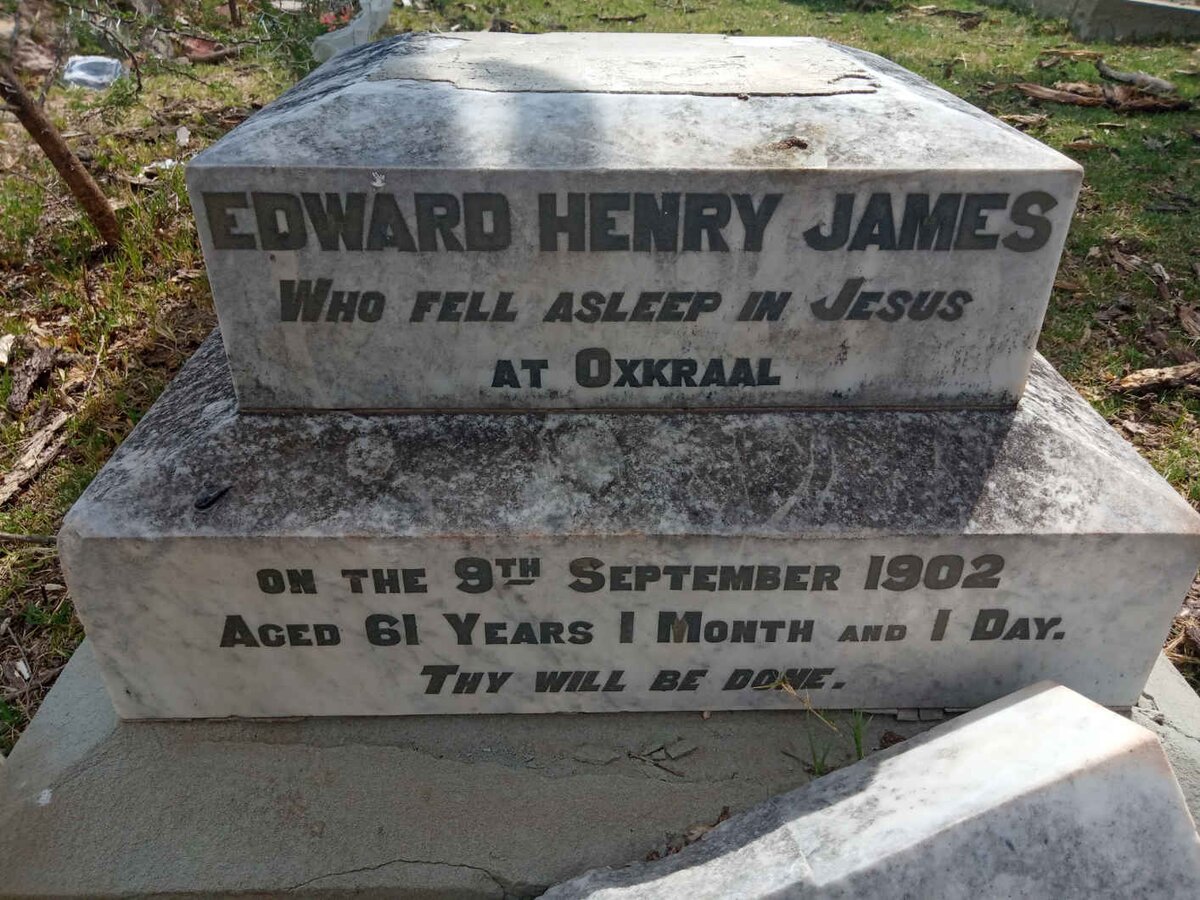 EDWARD HENRY JAMES
WHO FELL ASLEEP IN JESUS
AT OXKRAAL
ON THE 9TH SEPTEMBER 1902
AGED 61 YEARS 1 MONTH AND 1 DAY.
THY WILL BE DONE.